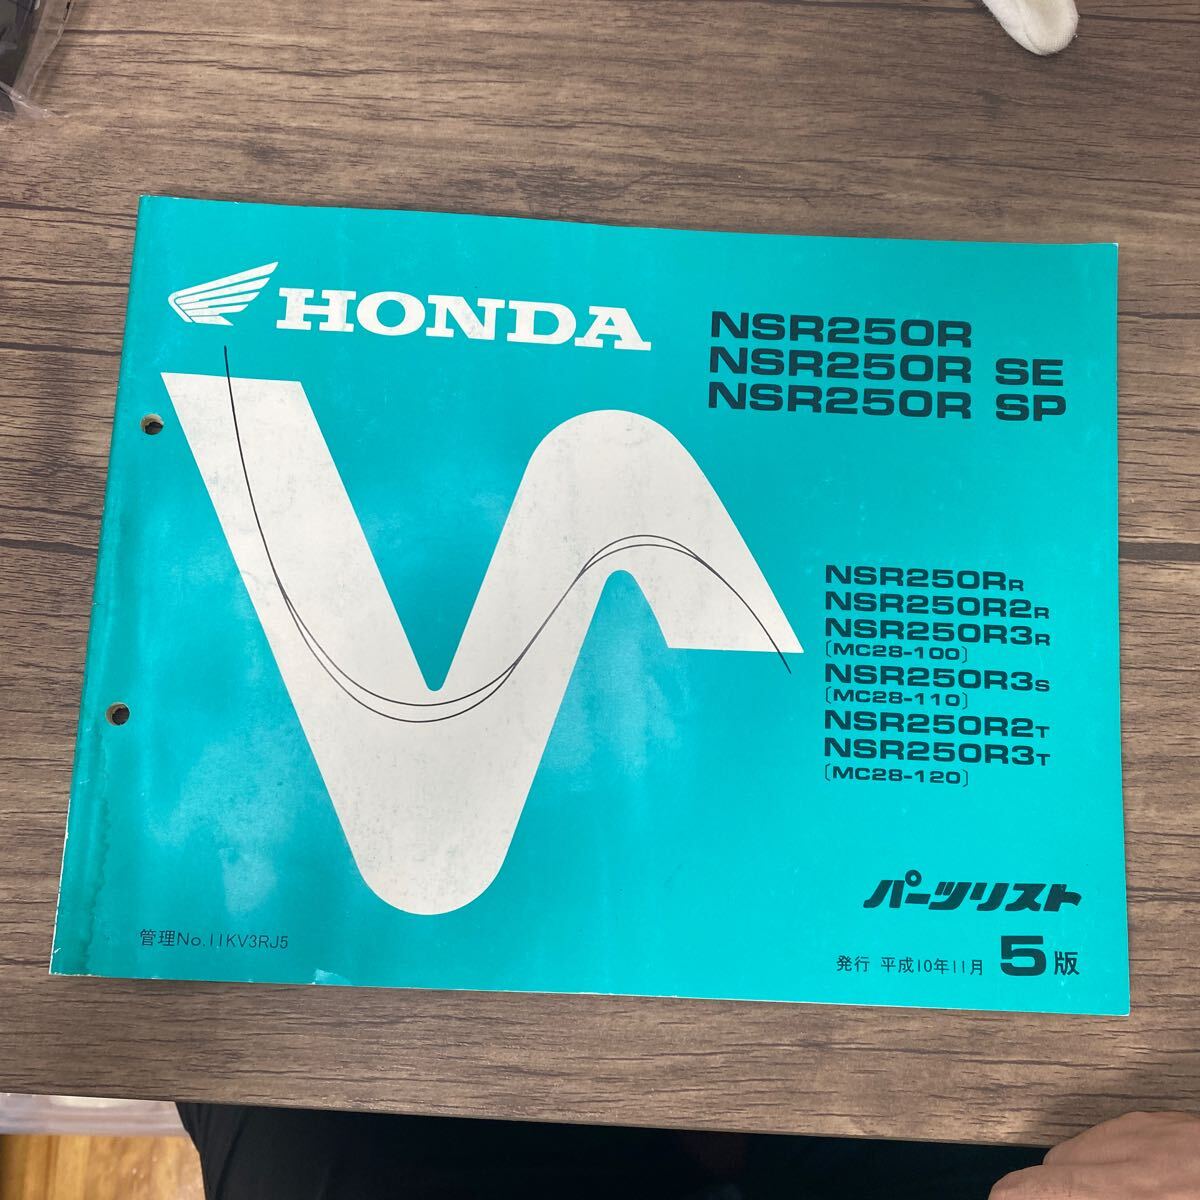 HONDA
NSR250R
NSR250R SE
NSR250R SP
NSR250RR
NSR250R2R
NSR250R3R
〔MC28-100〕
NSR250R3S
〔MC28-110〕
NSR250R2T
NSR250R3T
〔MC28-120〕
パーツリスト
管理No.11KV3RJ5
発行 平成10年11月 5版